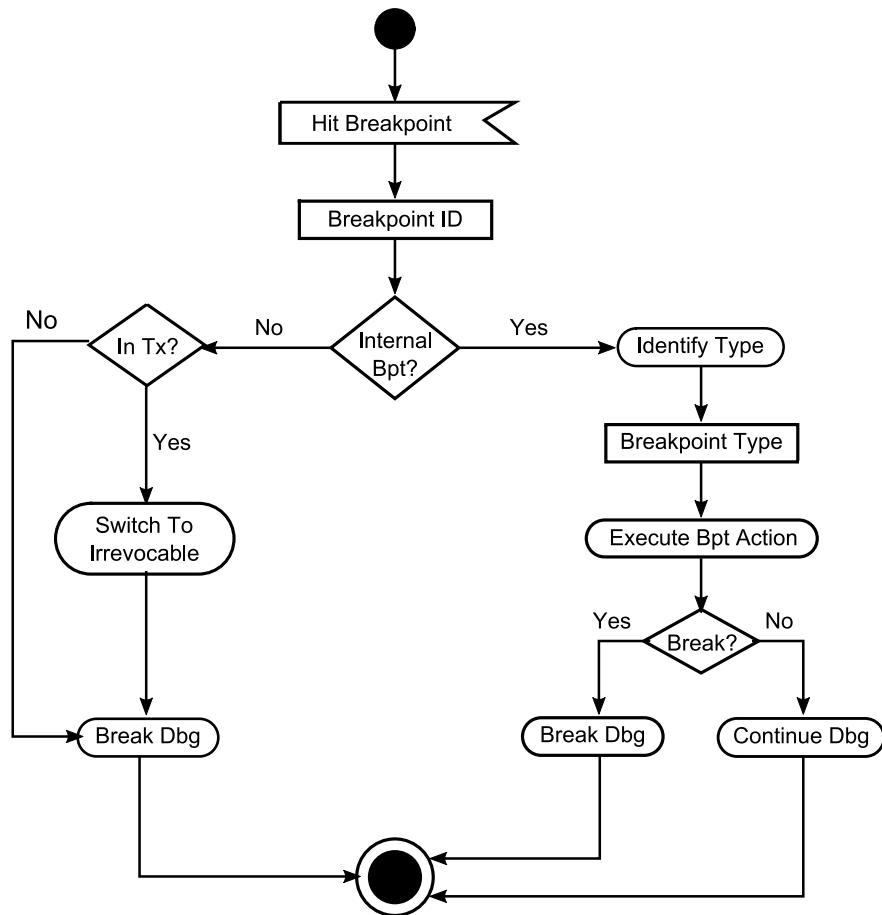 Hit Breakpoint
Breakpoint ID
No
In Tx?
No
Internal
Bpt?
Yes
Identify Type
Yes
Breakpoint Type
Switch To
Irrevocable
Execute Bpt Action
Yes
Break?
No
Break Dbg
Break Dbg
Continue Dbg